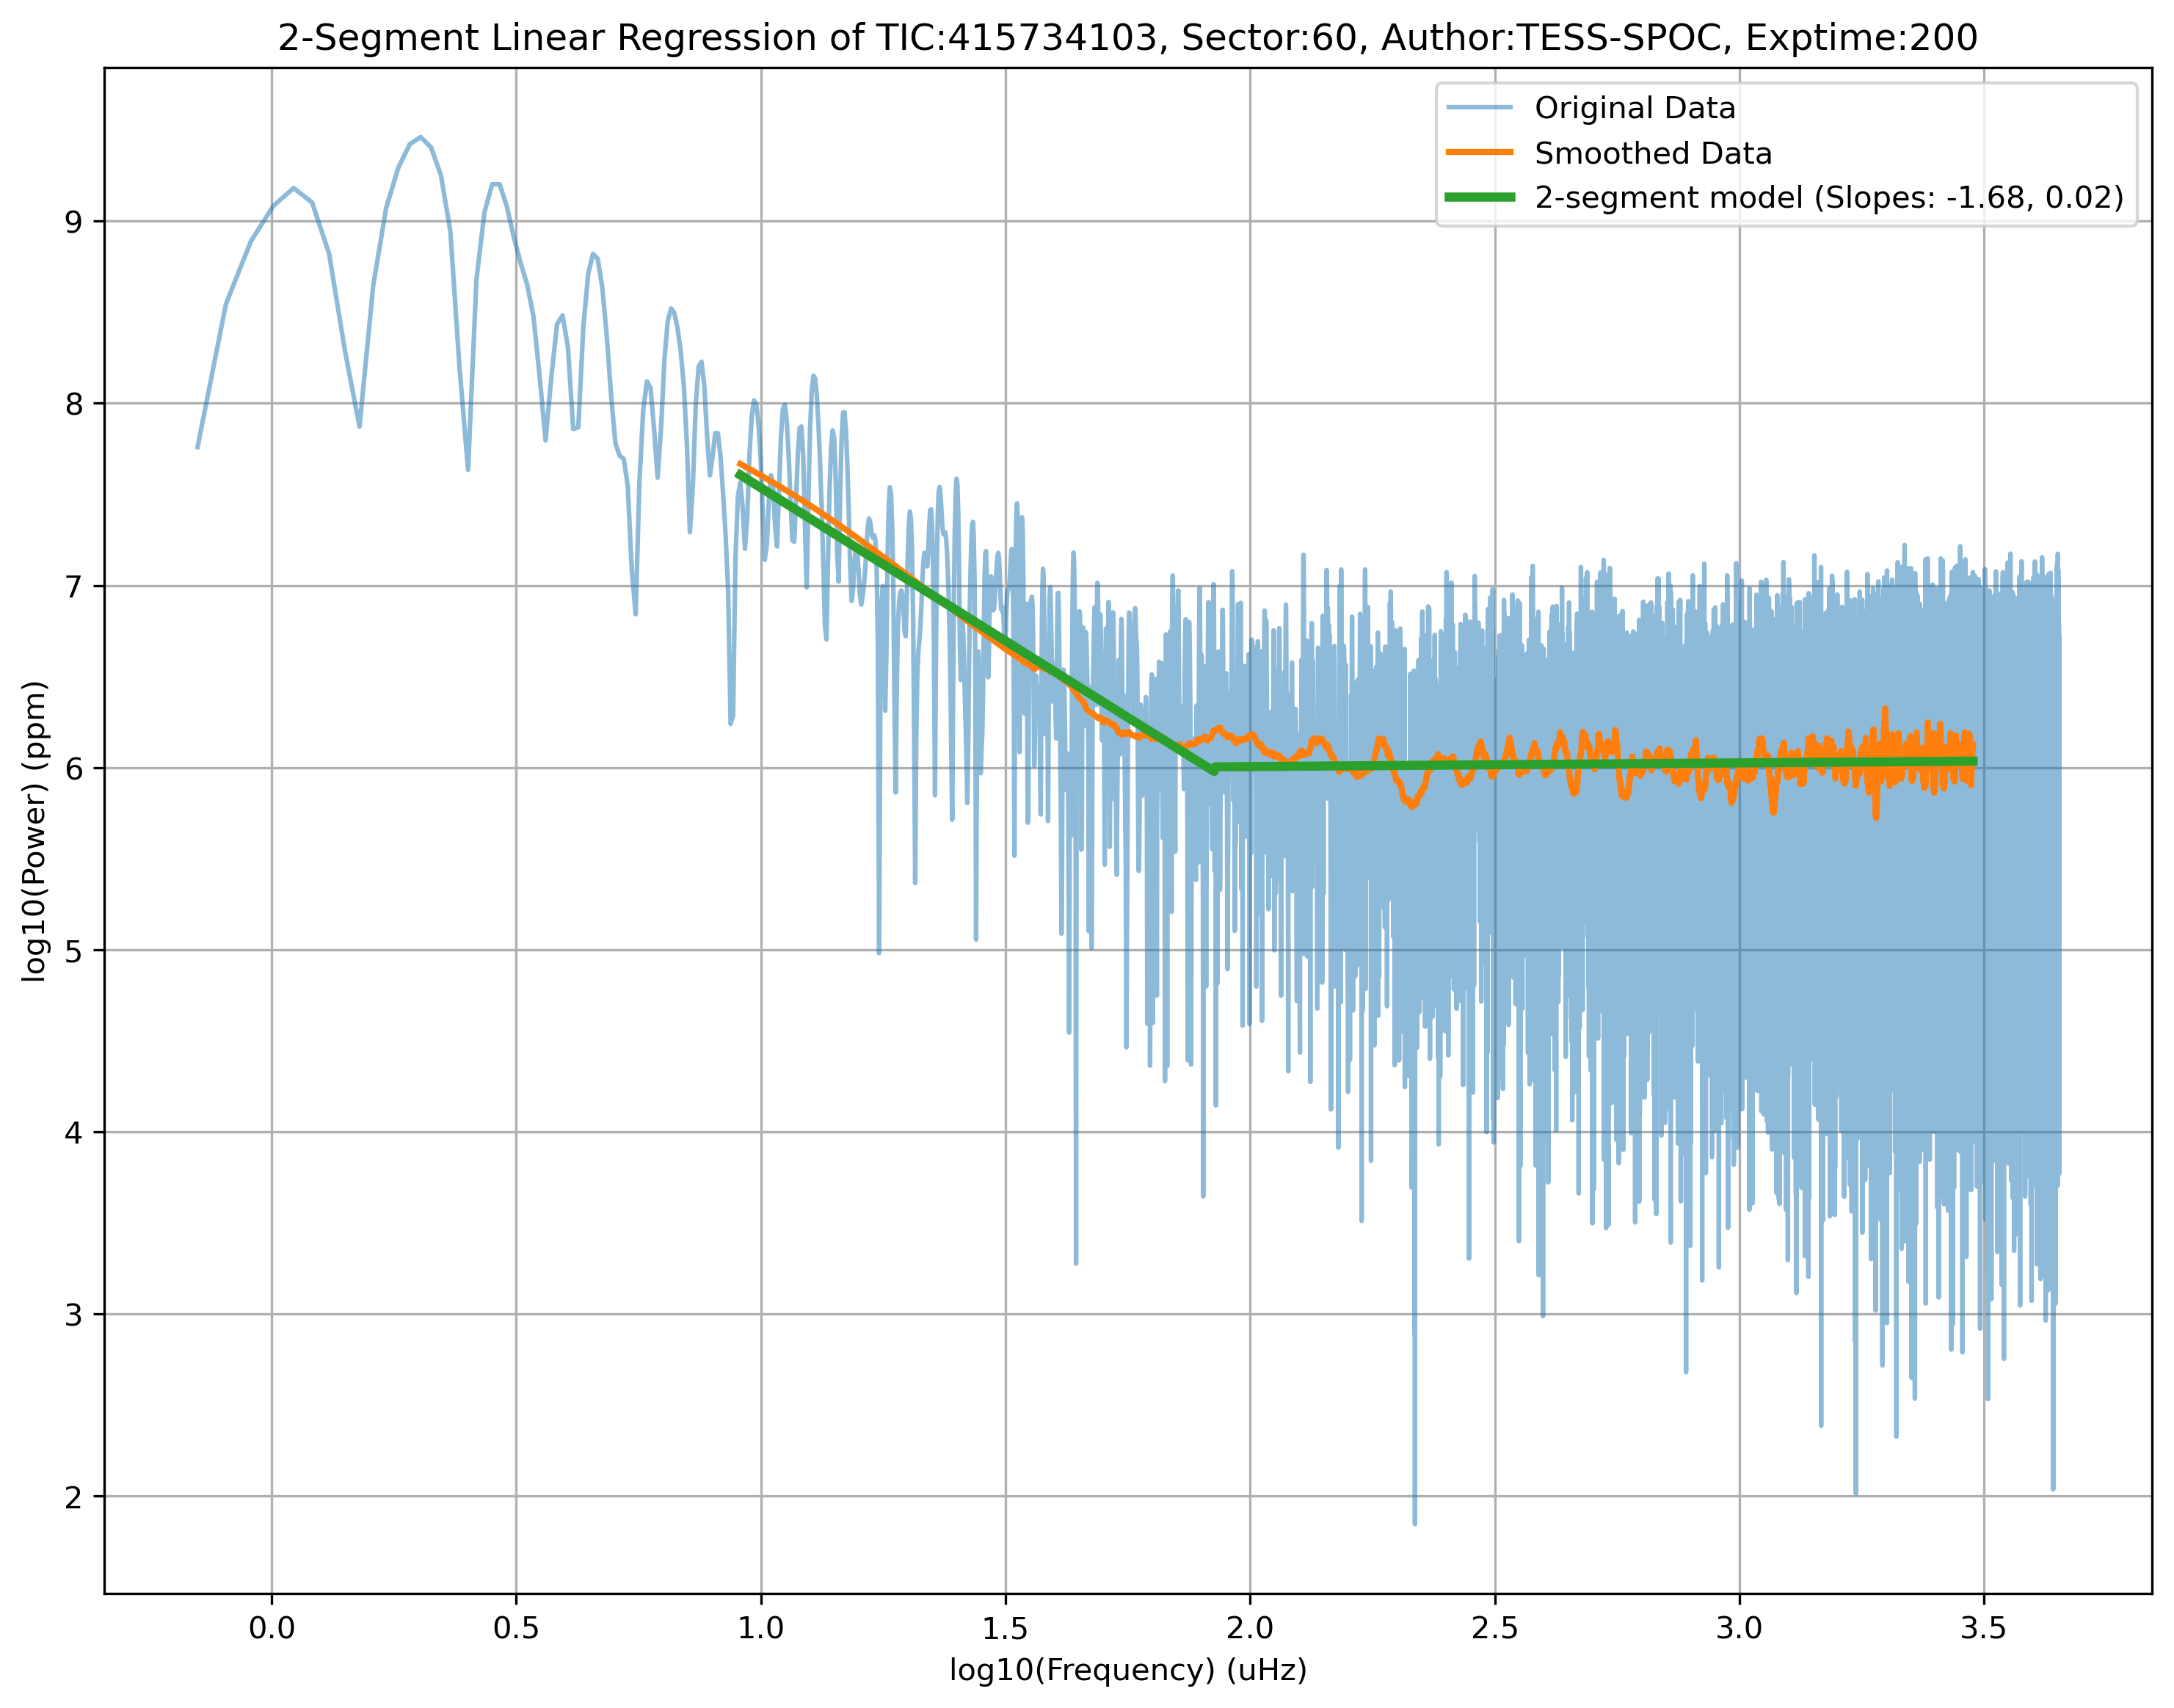 2-Segment Linear Regression of TIC:415734103, Sector:60, Author:TESS-SPOC, Exptime:200
Original Data
Smoothed Data
2-segment model (Slopes: -1.68, 0.02)
log10(Power) (ppm)
9
8
7
6
5
4
3
2
0.0 0.5 1.0 1.5 2.0 2.5 3.0 3.5
log10(Frequency) (uHz)